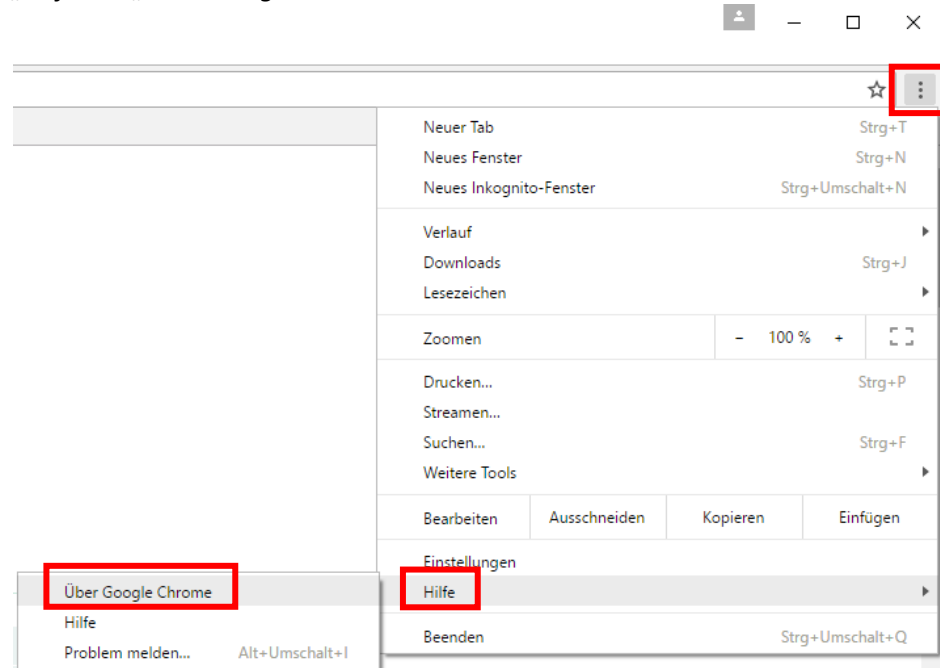 Neuer Tab Strg+T
Neues Fenster Strg+N
Neues Inkognito-Fenster Strg+Umschalt+N
Verlauf
Downloads Strg+J
Lesezeichen
Zoomen - 100 % +
Drucken... Strg+P
Streamen...
Suchen... Strg+F
Weitere Tools
Bearbeiten Ausschneiden Kopieren Einfügen
Einstellungen
Über Google Chrome
Hilfe
Hilfe
Problem melden... Alt+Umschalt+I
Beenden Strg+Umschalt+Q